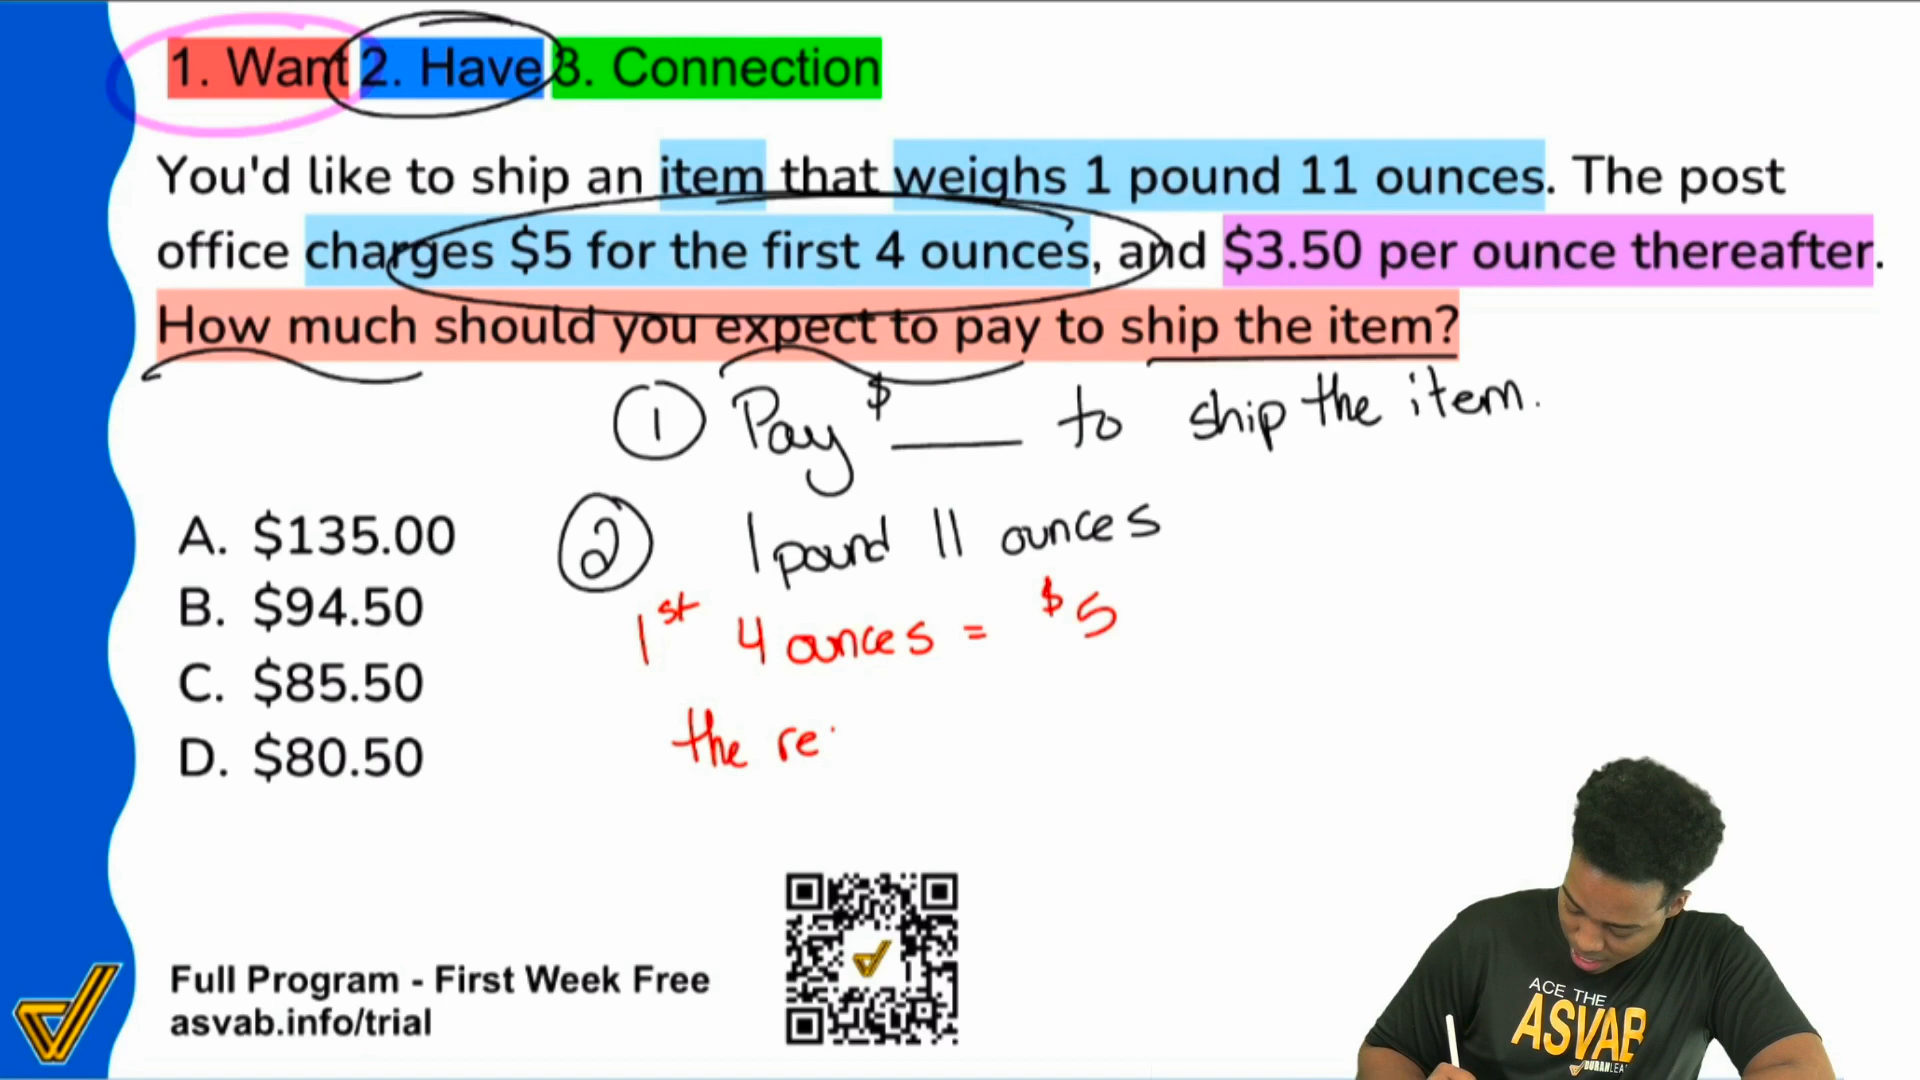 1. Want 2. Have 3. Connection
You'd like to ship an item that weighs 1 pound 11 ounces. The post
office charges $5 for the first 4 ounces, and $3.50 per ounce thereafter.
How much should you expect to pay to ship the item?
1 Pay $____ to ship the item.
A. $135.00
B. $94.50
C. $85.50
D. $80.50
2 1 pound 11 ounces
1st 4 ounces = $5
the re
Full Program - First Week Free
asvab.info/trial
ACE THE
ASVAB